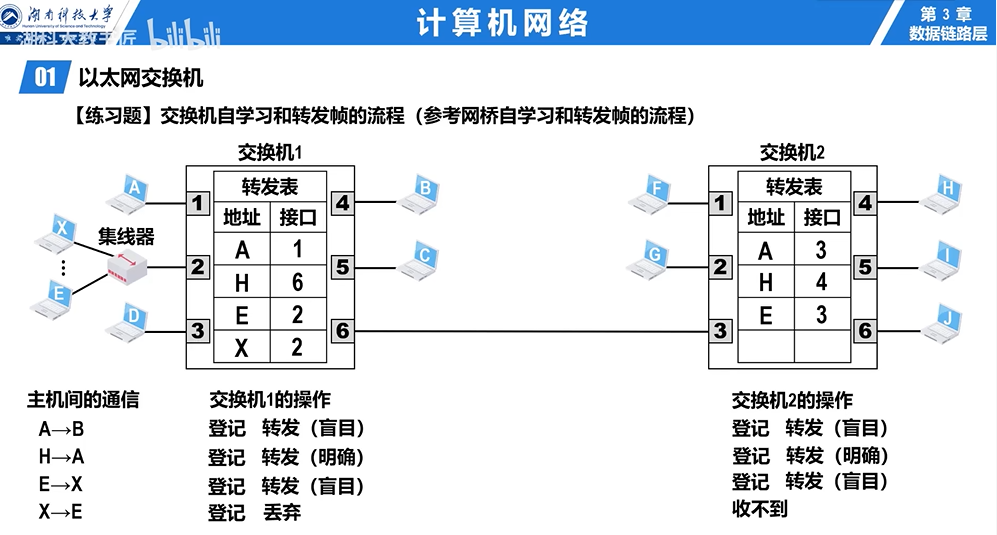 湖南科技大学
Hunan University of Science and Technology
计算机网络
第 3 章
数据链路层
湖科大教书匠
bilibili
01 以太网交换机
【练习题】交换机自学习和转发帧的流程（参考网桥自学习和转发帧的流程）
交换机1
转发表
地址 接口
A 1
H 6
E 2
X 2
1
2
3
4
5
6
A
X
集线器
E
D
B
C
交换机2
转发表
地址 接口
A 3
H 4
E 3
1
2
3
4
5
6
F
G
H
I
J
主机间的通信 交换机1的操作 交换机2的操作
A→B 登记 转发（盲目） 登记 转发（盲目）
H→A 登记 转发（明确） 登记 转发（明确）
E→X 登记 转发（盲目） 登记 转发（盲目）
X→E 登记 丢弃 收不到